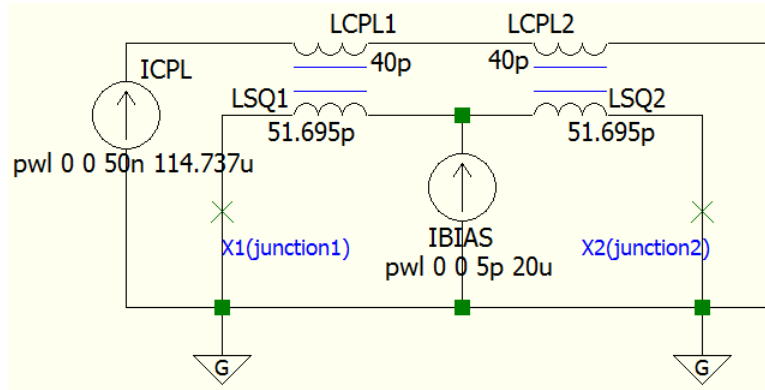 LCPL1
LCPL2
ICPL
40p
40p
LSQ1
LSQ2
51.695p
51.695p
pwl 0 0 50n 114.737u
IBIAS
X1(junction1)
X2(junction2)
pwl 0 0 5p 20u
G
G